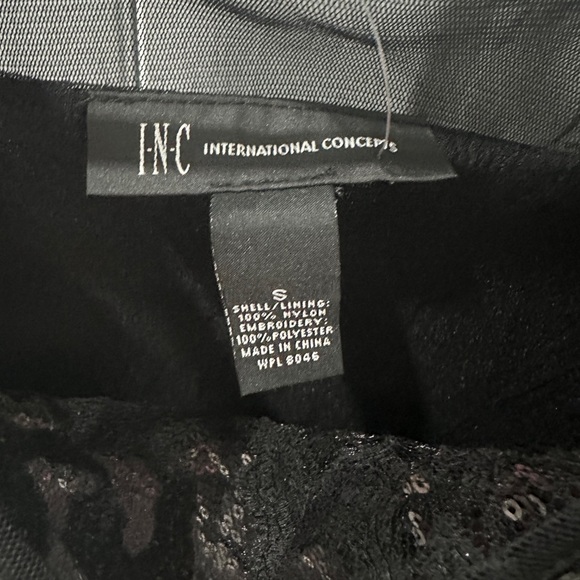 I·N·C INTERNATIONAL CONCEPTS
S
SHELL/LINING:
100% NYLON
EMBROIDERY:
100%POLYESTER
MADE IN CHINA
WPL 8046